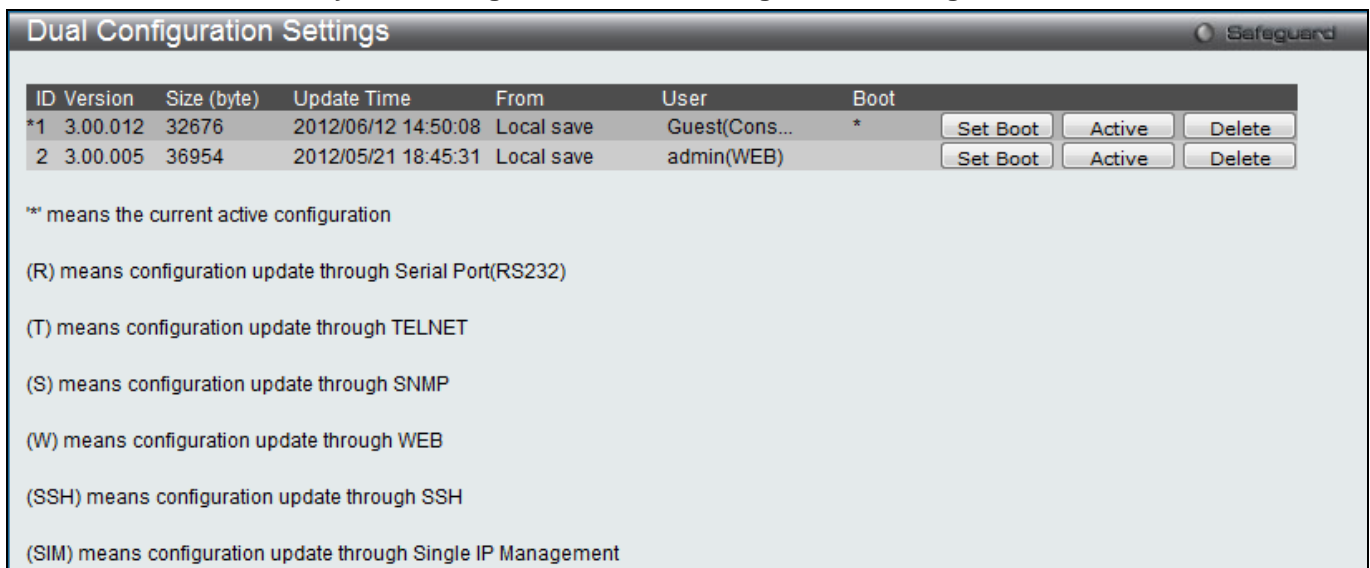 Dual Configuration Settings Safeguard
ID Version Size (byte) Update Time From User Boot
*1 3.00.012 32676 2012/06/12 14:50:08 Local save Guest(Cons... * Set Boot Active Delete
2 3.00.005 36954 2012/05/21 18:45:31 Local save admin(WEB) Set Boot Active Delete
'*' means the current active configuration
(R) means configuration update through Serial Port(RS232)
(T) means configuration update through TELNET
(S) means configuration update through SNMP
(W) means configuration update through WEB
(SSH) means configuration update through SSH
(SIM) means configuration update through Single IP Management